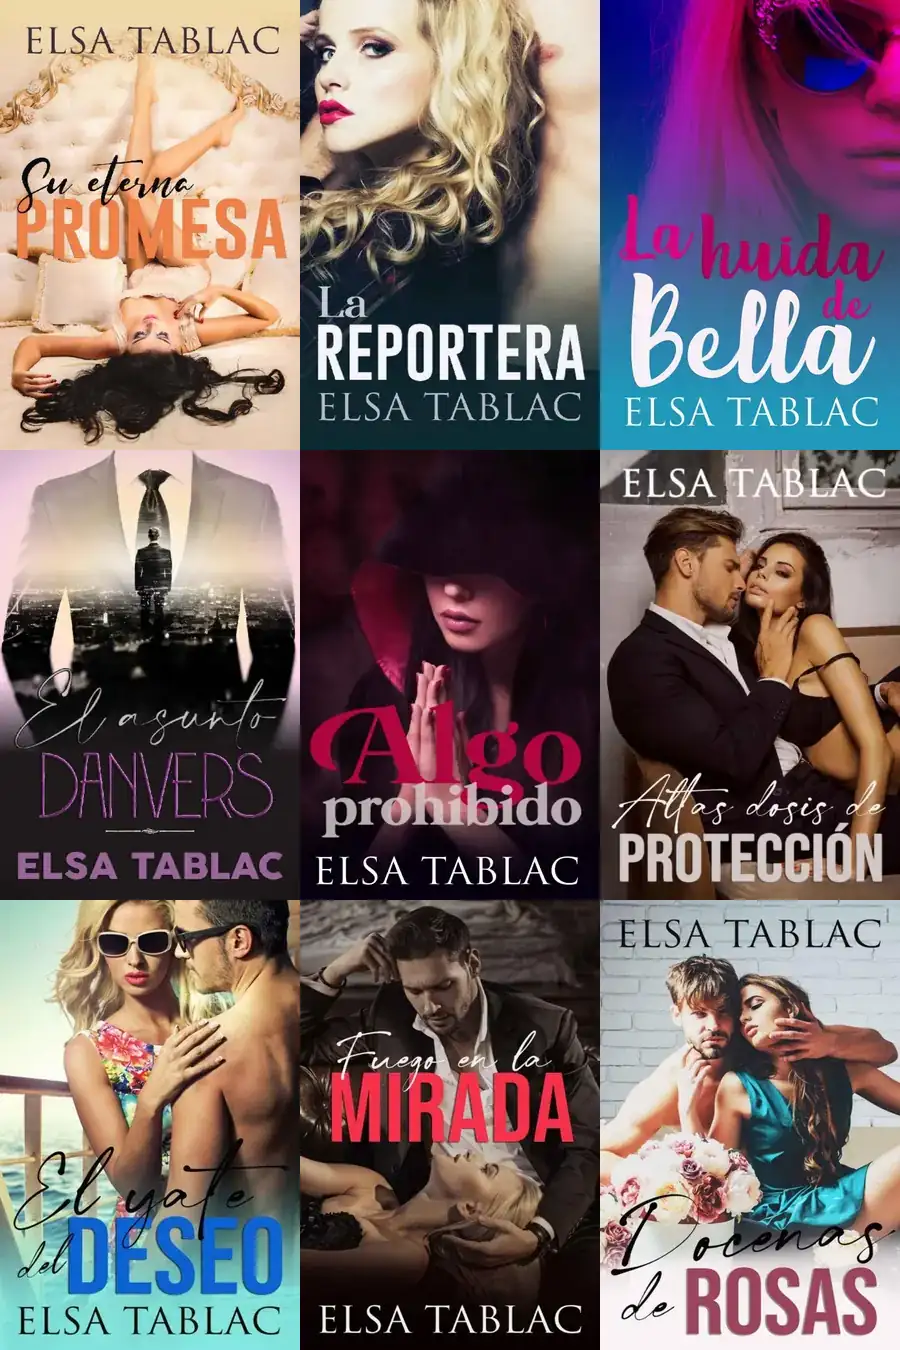 ELSA TABLAC
Su eterna
PROMESA
La
REPORTERA
ELSA TABLAC
La huida
de
Bella
ELSA TABLAC
El asunto
DANVERS
ELSA TABLAC
Algo
prohibido
ELSA TABLAC
ELSA TABLAC
Altas dosis de
PROTECCIÓN
El yate
del DESEO
ELSA TABLAC
Fuego en la
MIRADA
ELSA TABLAC
ELSA TABLAC
Docenas
de ROSAS